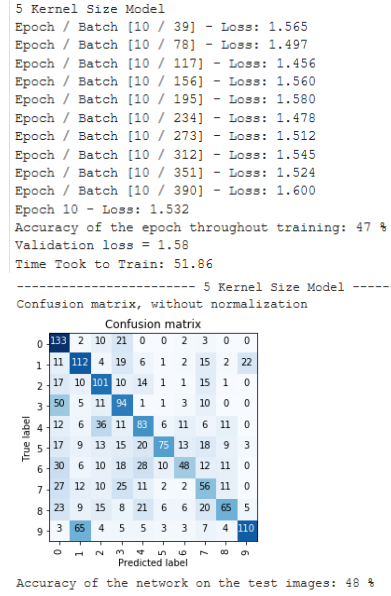 5 Kernel Size Model
Epoch / Batch [10 / 39] - Loss: 1.565
Epoch / Batch [10 / 78] - Loss: 1.497
Epoch / Batch [10 / 117] - Loss: 1.456
Epoch / Batch [10 / 156] - Loss: 1.560
Epoch / Batch [10 / 195] - Loss: 1.580
Epoch / Batch [10 / 234] - Loss: 1.478
Epoch / Batch [10 / 273] - Loss: 1.512
Epoch / Batch [10 / 312] - Loss: 1.545
Epoch / Batch [10 / 351] - Loss: 1.524
Epoch / Batch [10 / 390] - Loss: 1.600
Epoch 10 - Loss: 1.532
Accuracy of the epoch throughout training: 47 %
Validation loss = 1.58
Time Took to Train: 51.86
------------------------ 5 Kernel Size Model -----
Confusion matrix, without normalization
Confusion matrix
0 133 2 10 21 0 0 2 3 0 0
1 11 112 4 19 6 1 2 15 2 22
2 17 10 101 10 14 1 1 15 1 0
3 50 5 11 94 1 1 3 10 0 0
4 12 6 36 11 83 6 11 6 11 0
5 17 9 13 15 20 75 13 18 9 3
6 30 6 10 18 28 10 48 12 11 0
7 27 12 10 25 11 2 2 56 11 0
8 23 9 15 8 21 6 6 20 65 5
9 3 65 4 5 5 3 3 7 4 110
True label
0 1 2 3 4 5 6 7 8 9
Predicted label
Accuracy of the network on the test images: 48 %